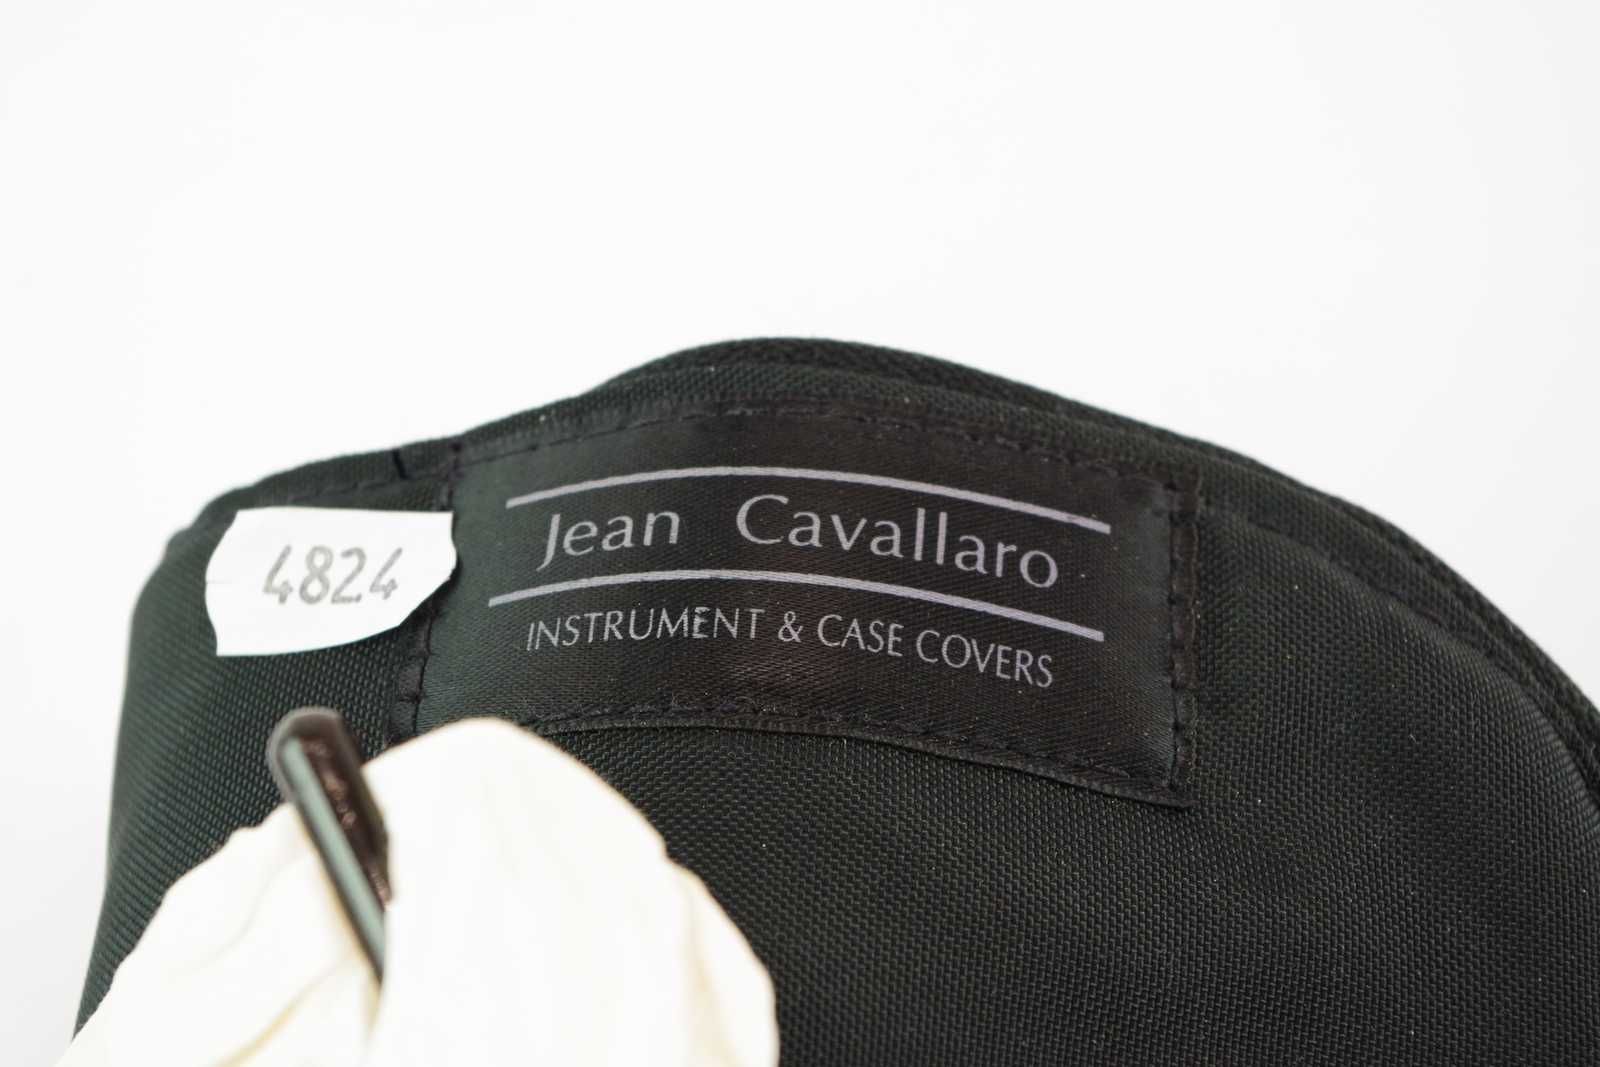 4824
Jean Cavallaro
INSTRUMENT & CASE COVERS